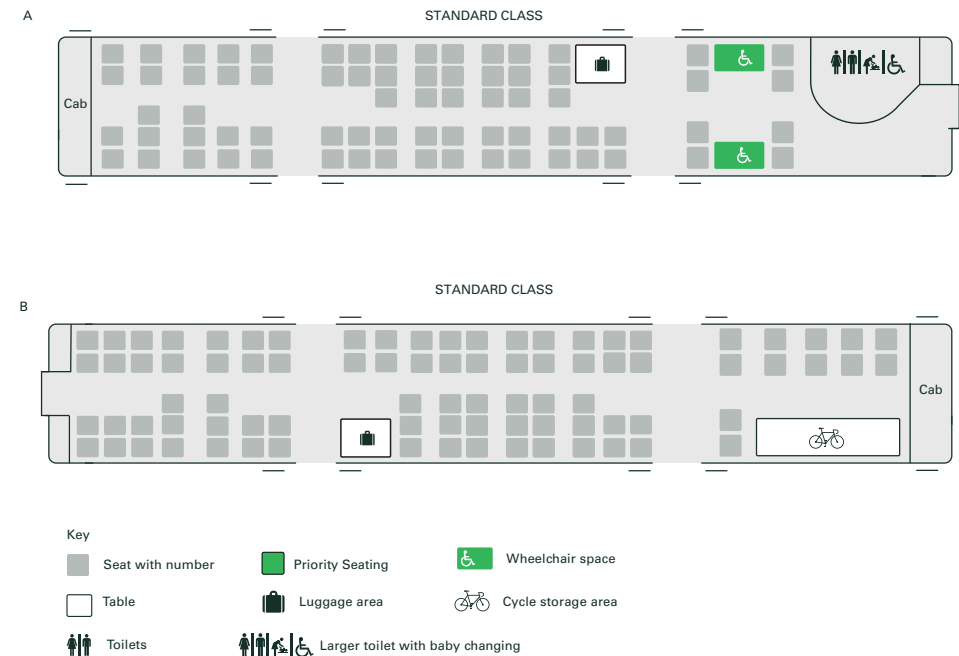 A
STANDARD CLASS
Cab
STANDARD CLASS
B
Cab
Key
Seat with number
Priority Seating
Wheelchair space
Table
Luggage area
Cycle storage area
Toilets
Larger toilet with baby changing